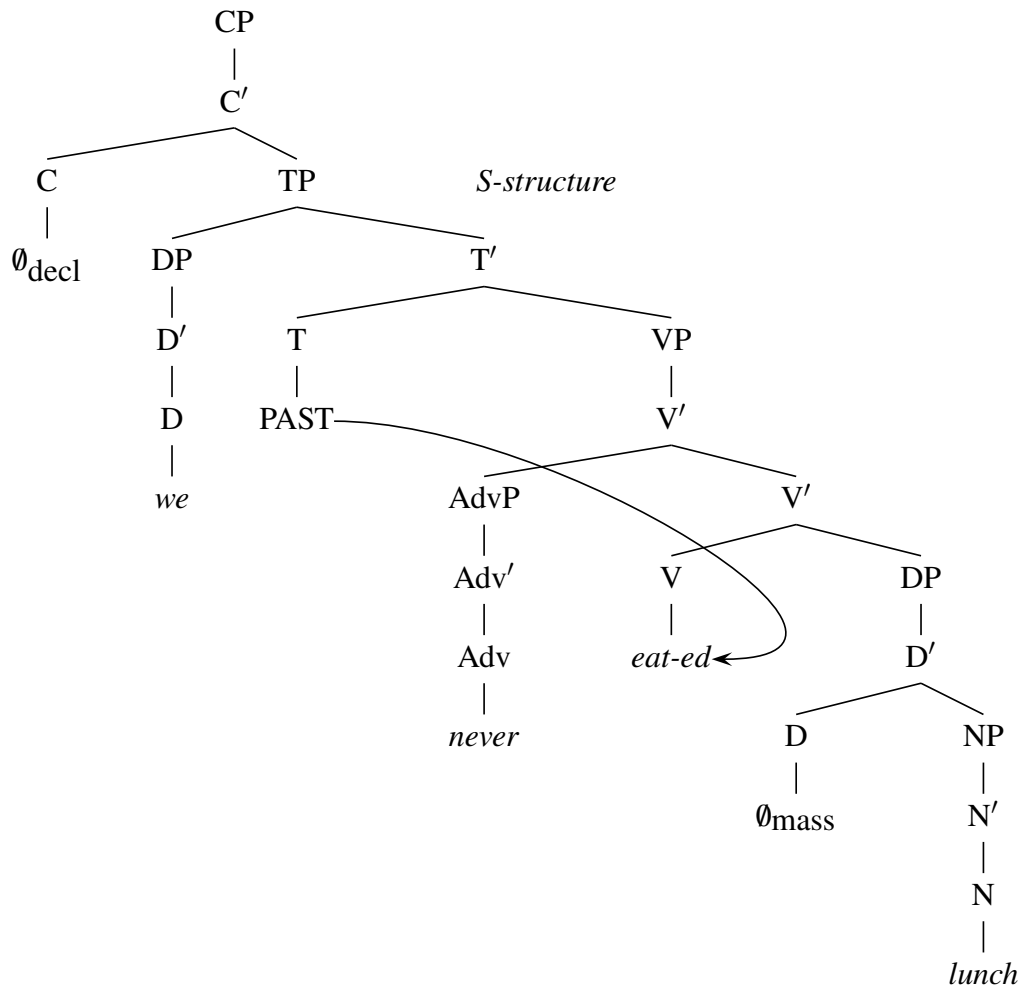 CP
C′
C TP S-structure
∅decl DP T′
D′ T VP
D PAST V′
we AdvP V′
Adv′ V DP
Adv eat-ed D′
never D NP
∅mass N′
N
lunch